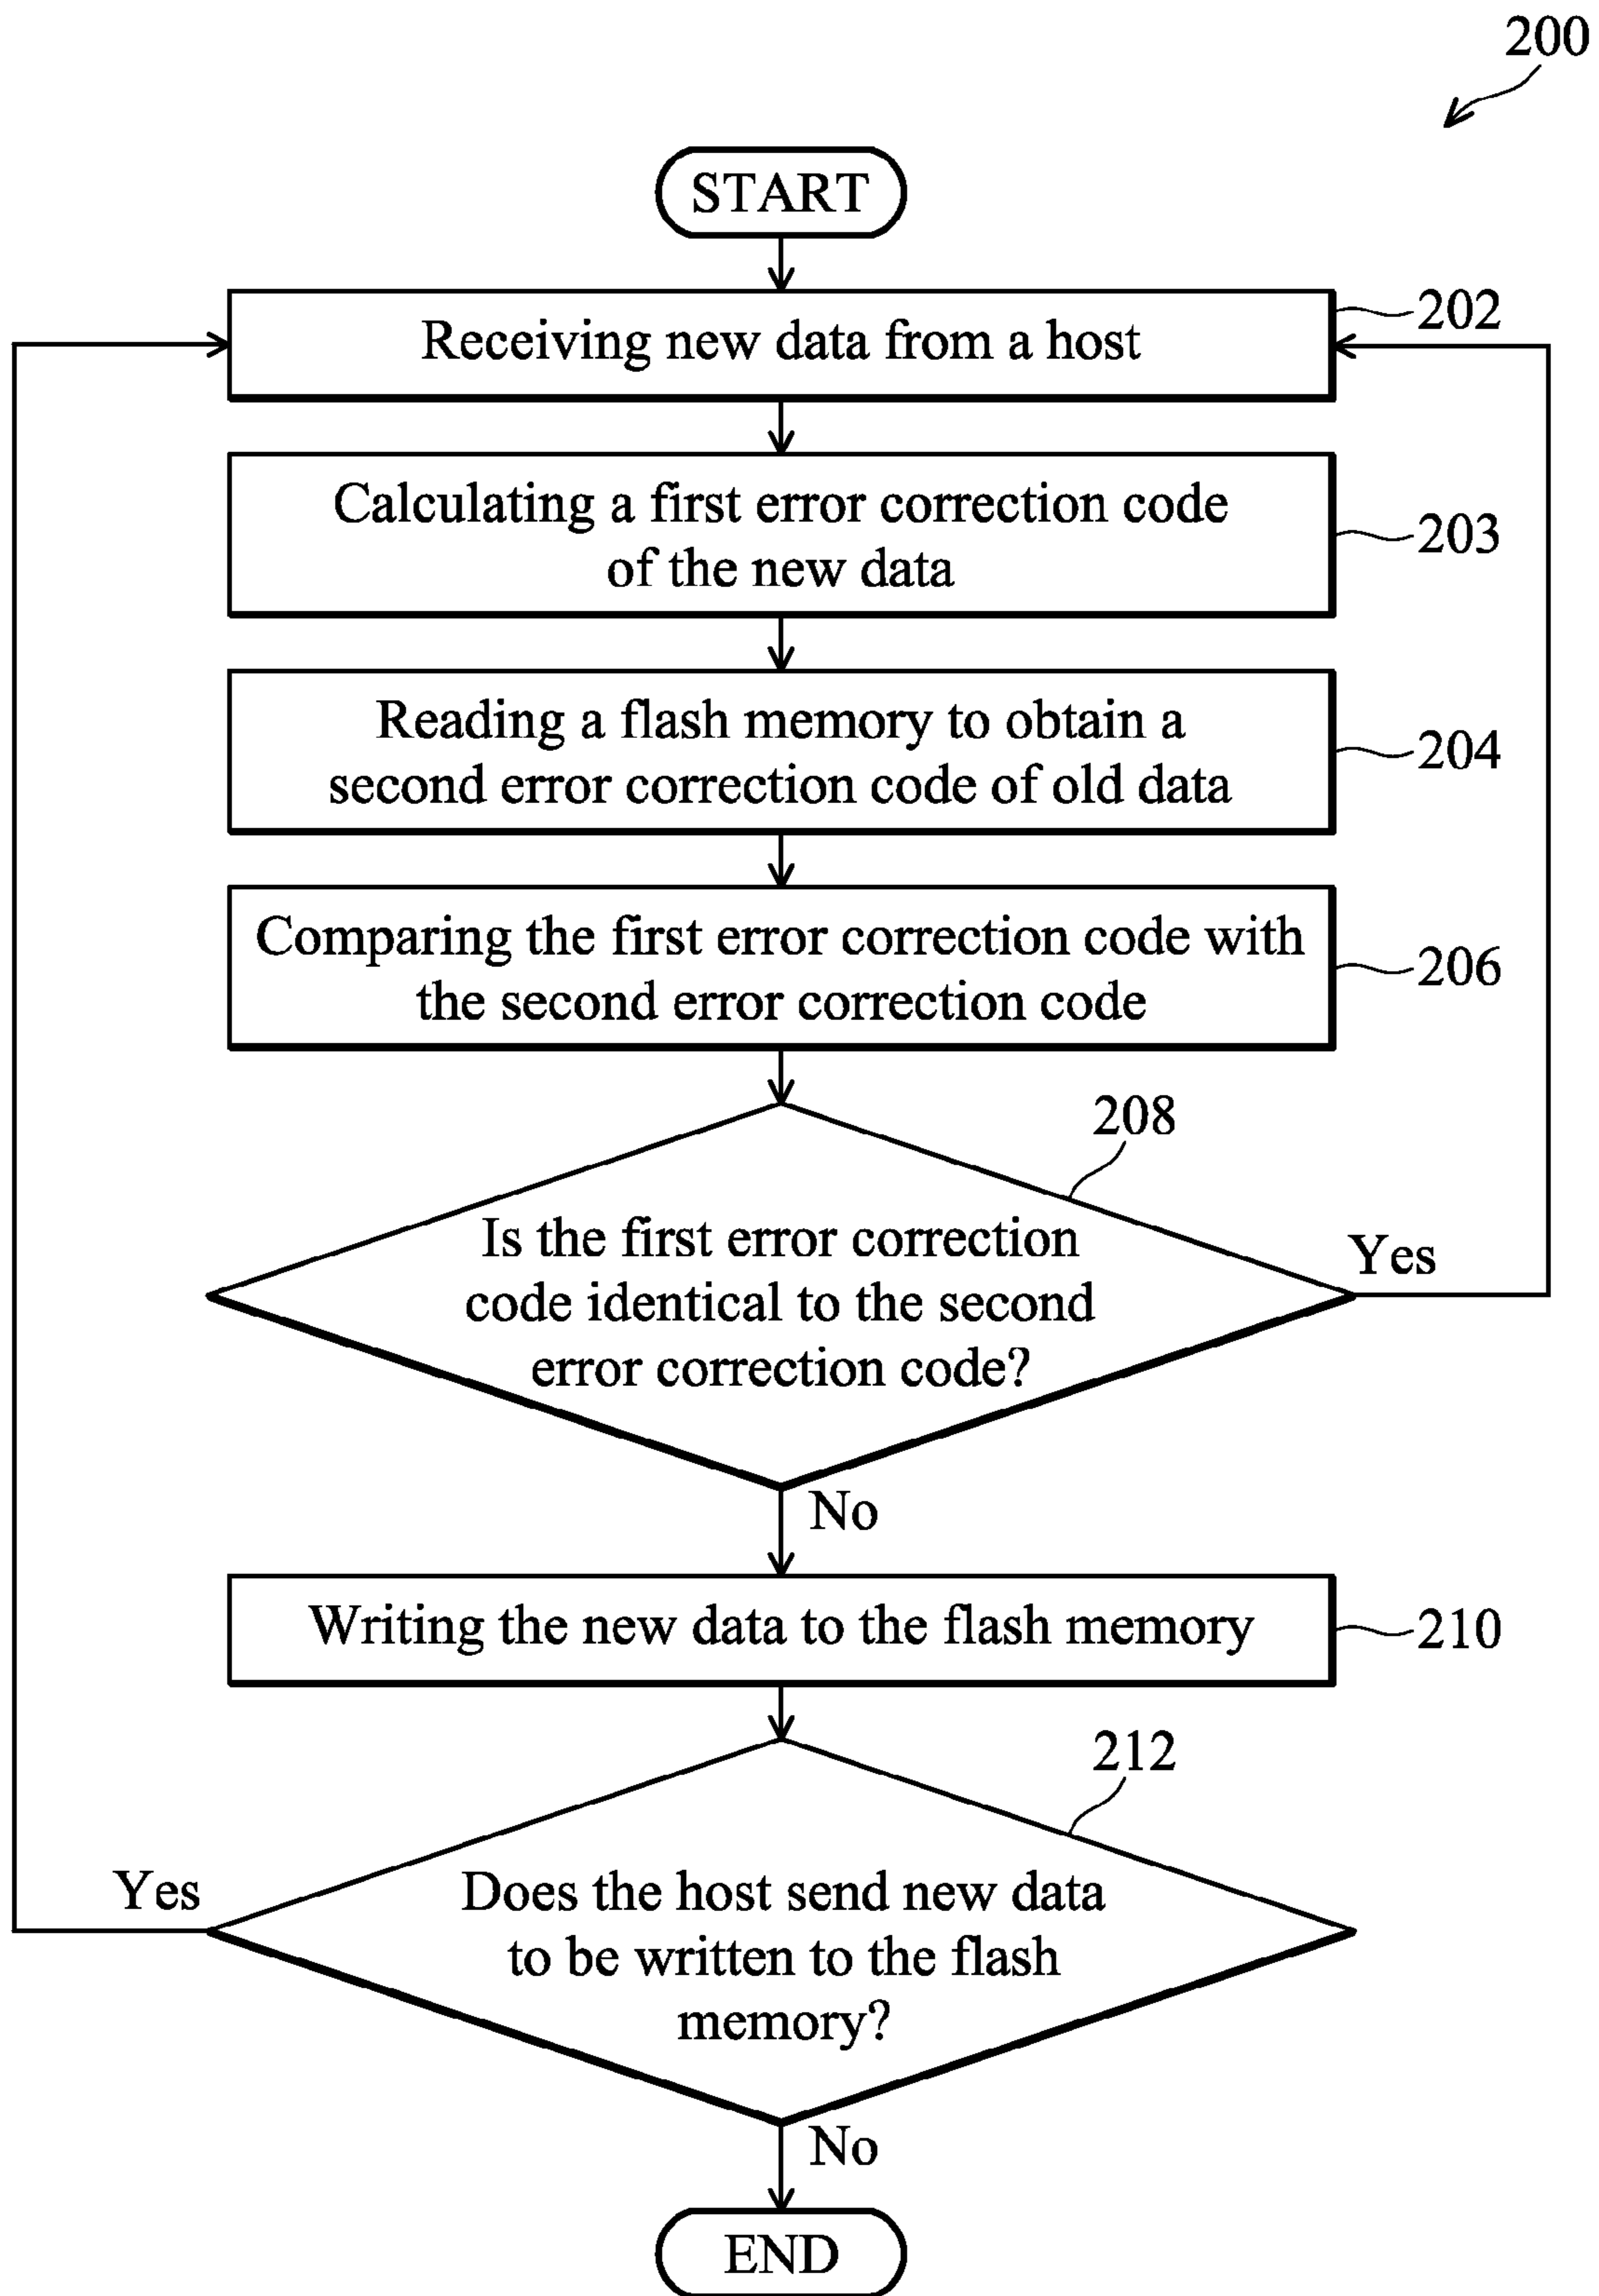 200
START
Receiving new data from a host
202
Calculating a first error correction code
of the new data
203
Reading a flash memory to obtain a
second error correction code of old data
204
Comparing the first error correction code with
the second error correction code
206
208
Is the first error correction
code identical to the second
error correction code?
Yes
No
Writing the new data to the flash memory
210
212
Yes
Does the host send new data
to be written to the flash
memory?
No
END